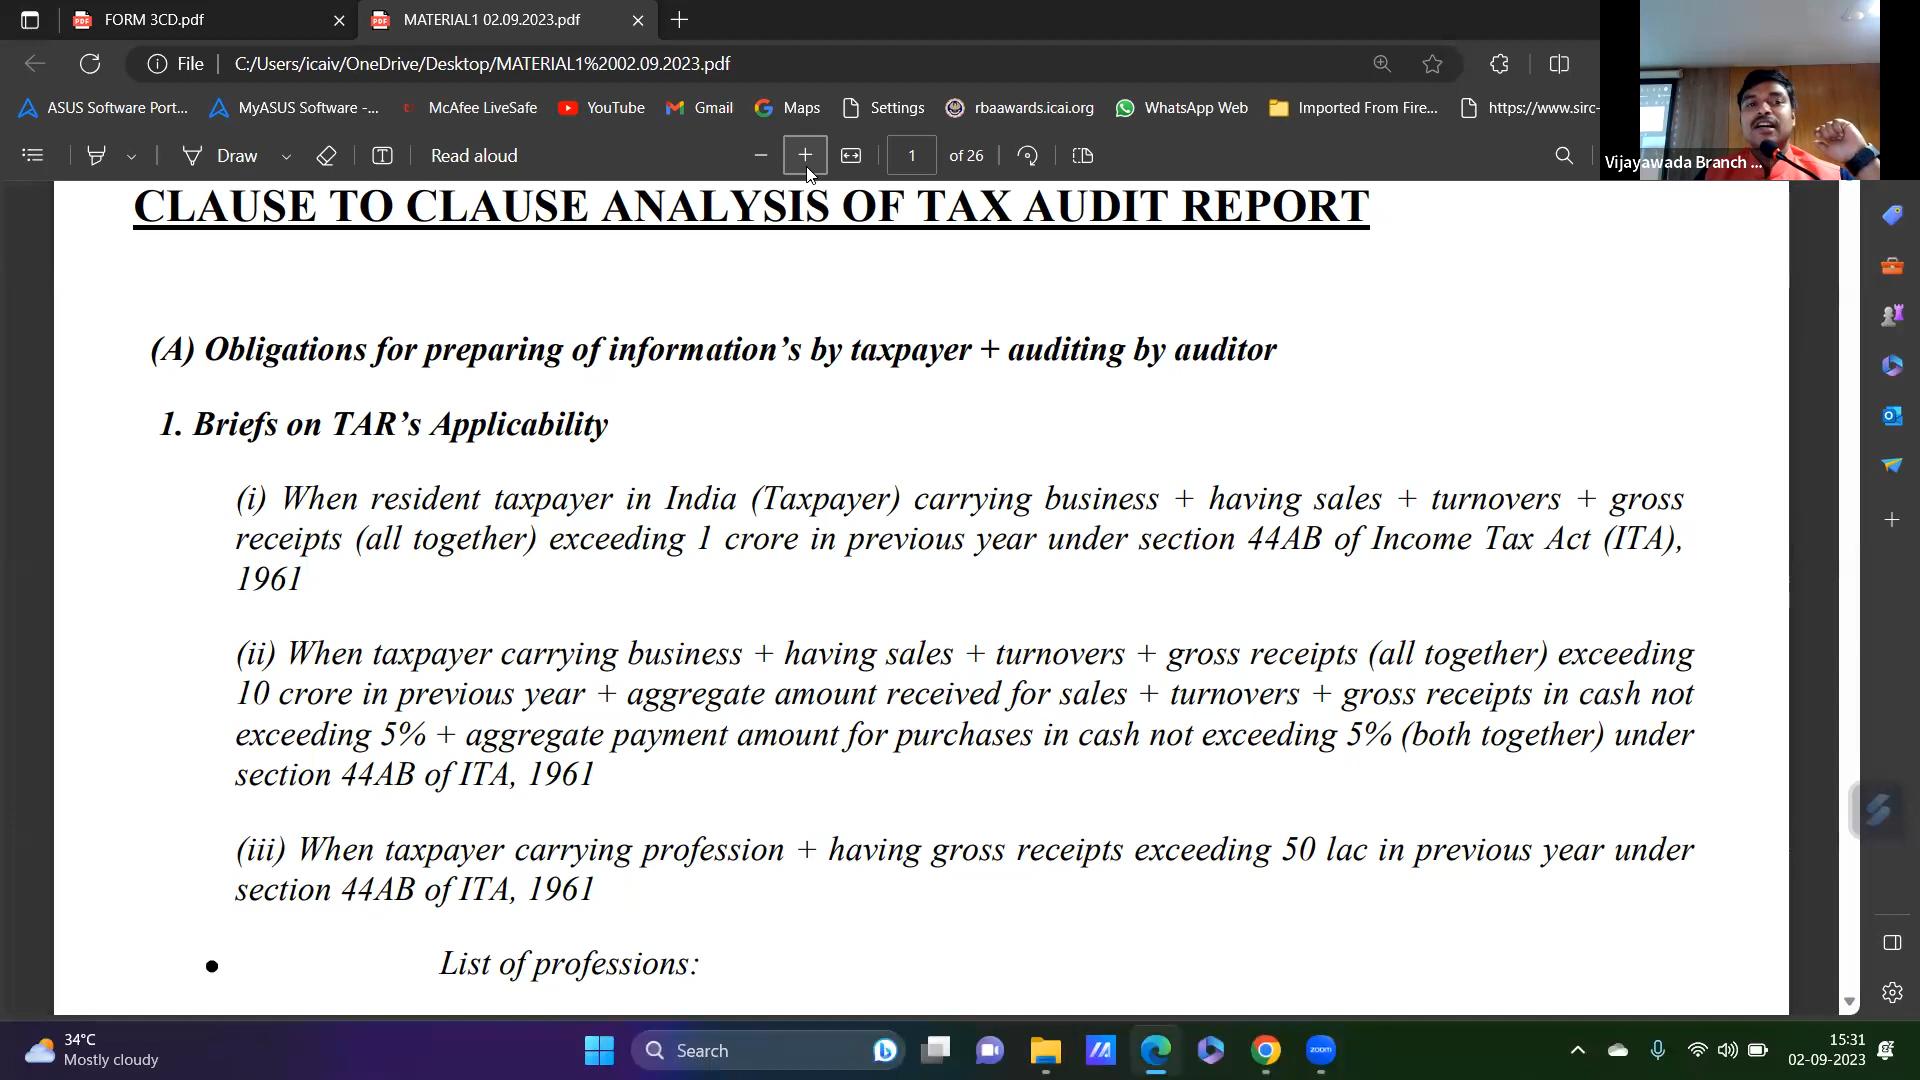 FORM 3CD.pdf
MATERIAL1 02.09.2023.pdf
File
C:/Users/icaiv/OneDrive/Desktop/MATERIAL1%2002.09.2023.pdf
ASUS Software Port...
MyASUS Software -...
McAfee LiveSafe
YouTube
Gmail
Maps
Settings
rbaawards.icai.org
WhatsApp Web
Imported From Fire...
https://www.sirc-
Vijayawada Branch ...
Draw
Read aloud
1 of 26
CLAUSE TO CLAUSE ANALYSIS OF TAX AUDIT REPORT
(A) Obligations for preparing of information's by taxpayer + auditing by auditor
1. Briefs on TAR's Applicability
(i) When resident taxpayer in India (Taxpayer) carrying business + having sales + turnovers + gross
receipts (all together) exceeding 1 crore in previous year under section 44AB of Income Tax Act (ITA),
1961
(ii) When taxpayer carrying business + having sales + turnovers + gross receipts (all together) exceeding
10 crore in previous year + aggregate amount received for sales + turnovers + gross receipts in cash not
exceeding 5% + aggregate payment amount for purchases in cash not exceeding 5% (both together) under
section 44AB of ITA, 1961
(iii) When taxpayer carrying profession + having gross receipts exceeding 50 lac in previous year under
section 44AB of ITA, 1961
• List of professions:
34°C
Mostly cloudy
Search
zoom
15:31
02-09-2023